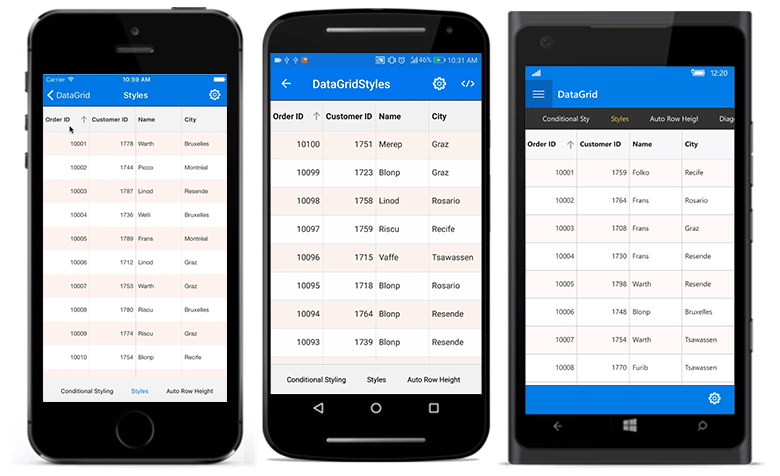 Carrier 10:59 AM
DataGrid Styles
Order ID Customer ID Name City
10001 1778 Warth Bruxelles
10002 1744 Picco Montréal
10003 1787 Linod Resende
10004 1736 Welli Bruxelles
10005 1789 Frans Montréal
10006 1712 Linod Graz
10007 1753 Warth Graz
10008 1780 Riscu Bruxelles
10009 1774 Riscu Graz
10010 1754 Blonp Recife
Conditional Styling Styles Auto Row Height
46% 10:31 AM
DataGridStyles </>
Order ID Customer ID Name City
10100 1751 Merep Graz
10099 1723 Blonp Graz
10098 1758 Linod Rosario
10097 1759 Riscu Recife
10096 1715 Vaffe Tsawassen
10095 1718 Blonp Rosario
10094 1764 Blonp Resende
10093 1739 Blonp Resende
Conditional Styling Styles Auto Row Height
12:20
DataGrid
Conditional Sty Styles Auto Row Heigh Diag
Order ID Customer ID Name City
10001 1759 Folko Recife
10002 1764 Frans Rosario
10003 1708 Frans Graz
10004 1730 Frans Resende
10005 1798 Warth Resende
10006 1748 Blonp Bruxelles
10007 1754 Warth Tsawassen
10008 1770 Furib Tsawassen